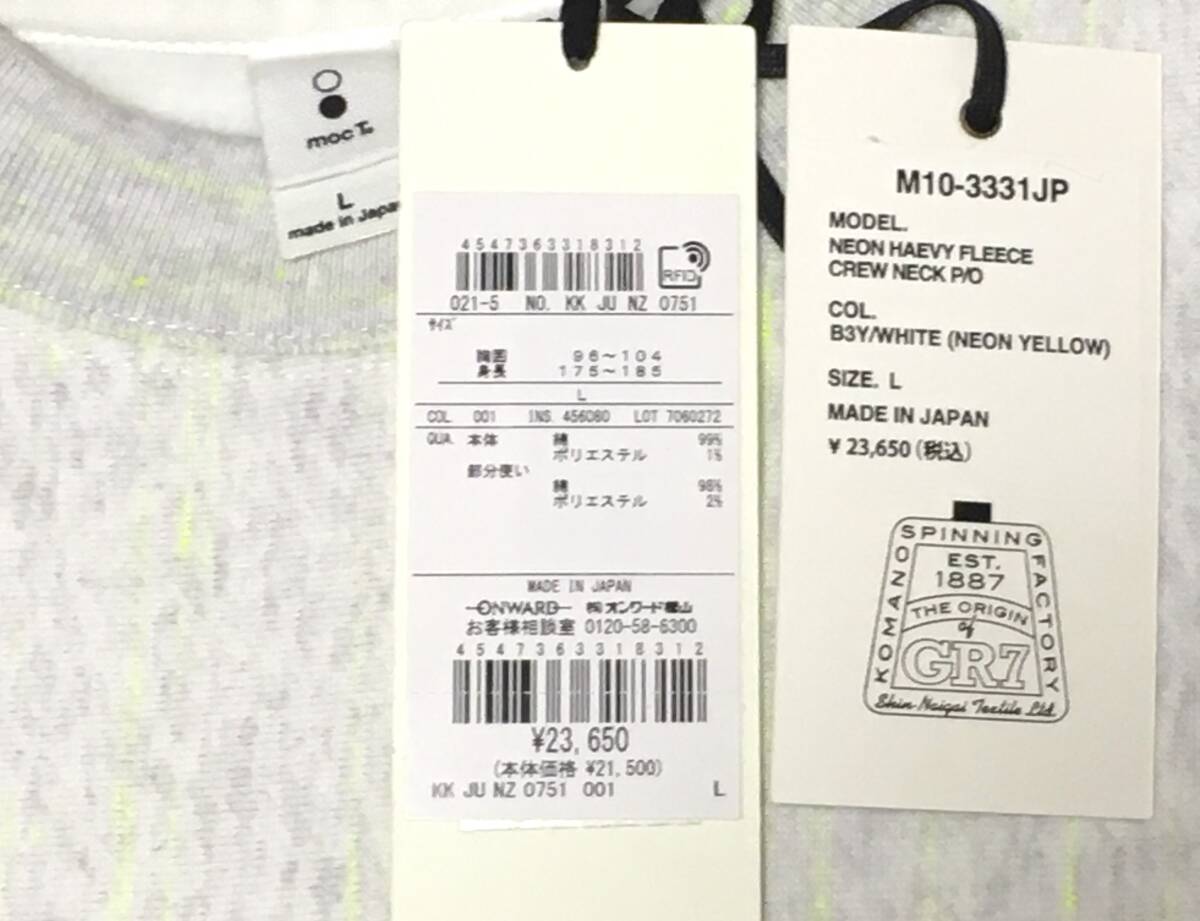 moc T
L
made in Japan
4547363318312
RFID
021-5 NO. KK JU NZ 0751
サイズ
胸囲 96~104
身長 175~185
L
COL. 001 INS. 456080 LOT 7060272
QUA. 本体 綿 99%
ポリエステル 1%
部分使い
綿 98%
ポリエステル 2%
MADE IN JAPAN
ONWARD ㈱オンワード樫山
お客様相談室 0120-58-6300
4547363318312
¥23,650
(本体価格 ¥21,500)
KK JU NZ 0751 001 L
M10-3331JP
MODEL.
NEON HAEVY FLEECE
CREW NECK P/O
COL.
B3Y/WHITE (NEON YELLOW)
SIZE. L
MADE IN JAPAN
¥ 23,650(税込)
KOMANO SPINNING FACTORY
EST.
1887
THE ORIGIN
of
GR7
Shin Naigai Textile Ltd.